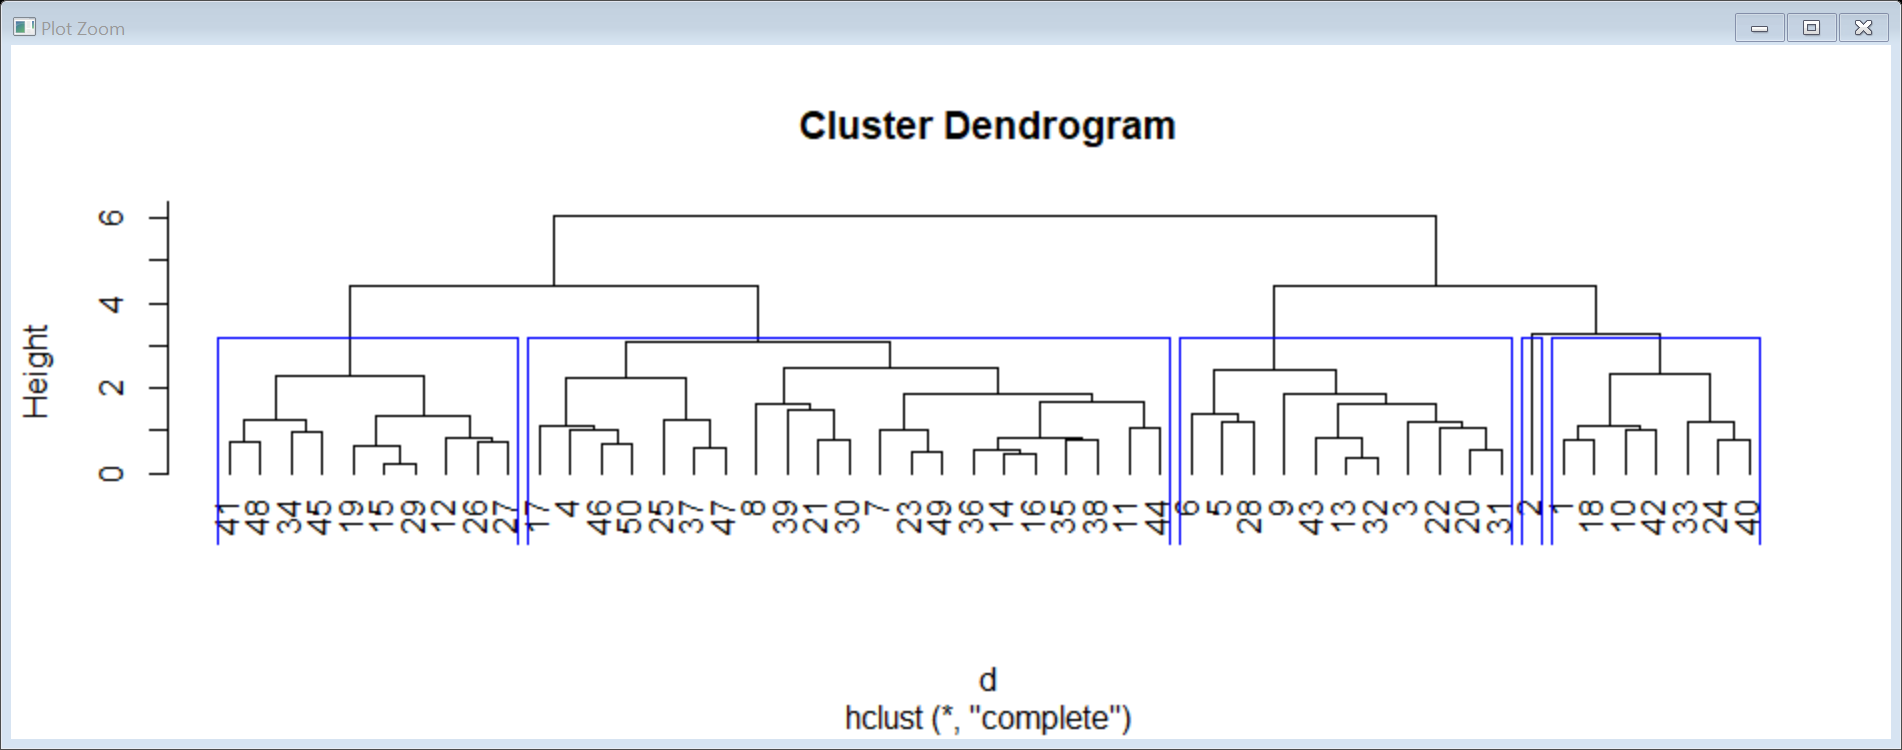 Plot Zoom
Cluster Dendrogram
Height
6
4
2
0
41 48 34 45 19 15 29 12 26 27 17 4 46 50 25 37 47 8 39 21 30 7 23 49 36 14 16 35 38 11 44 6 5 28 9 43 13 32 3 22 20 31 2 1 18 10 42 33 24 40
d
hclust (*, "complete")